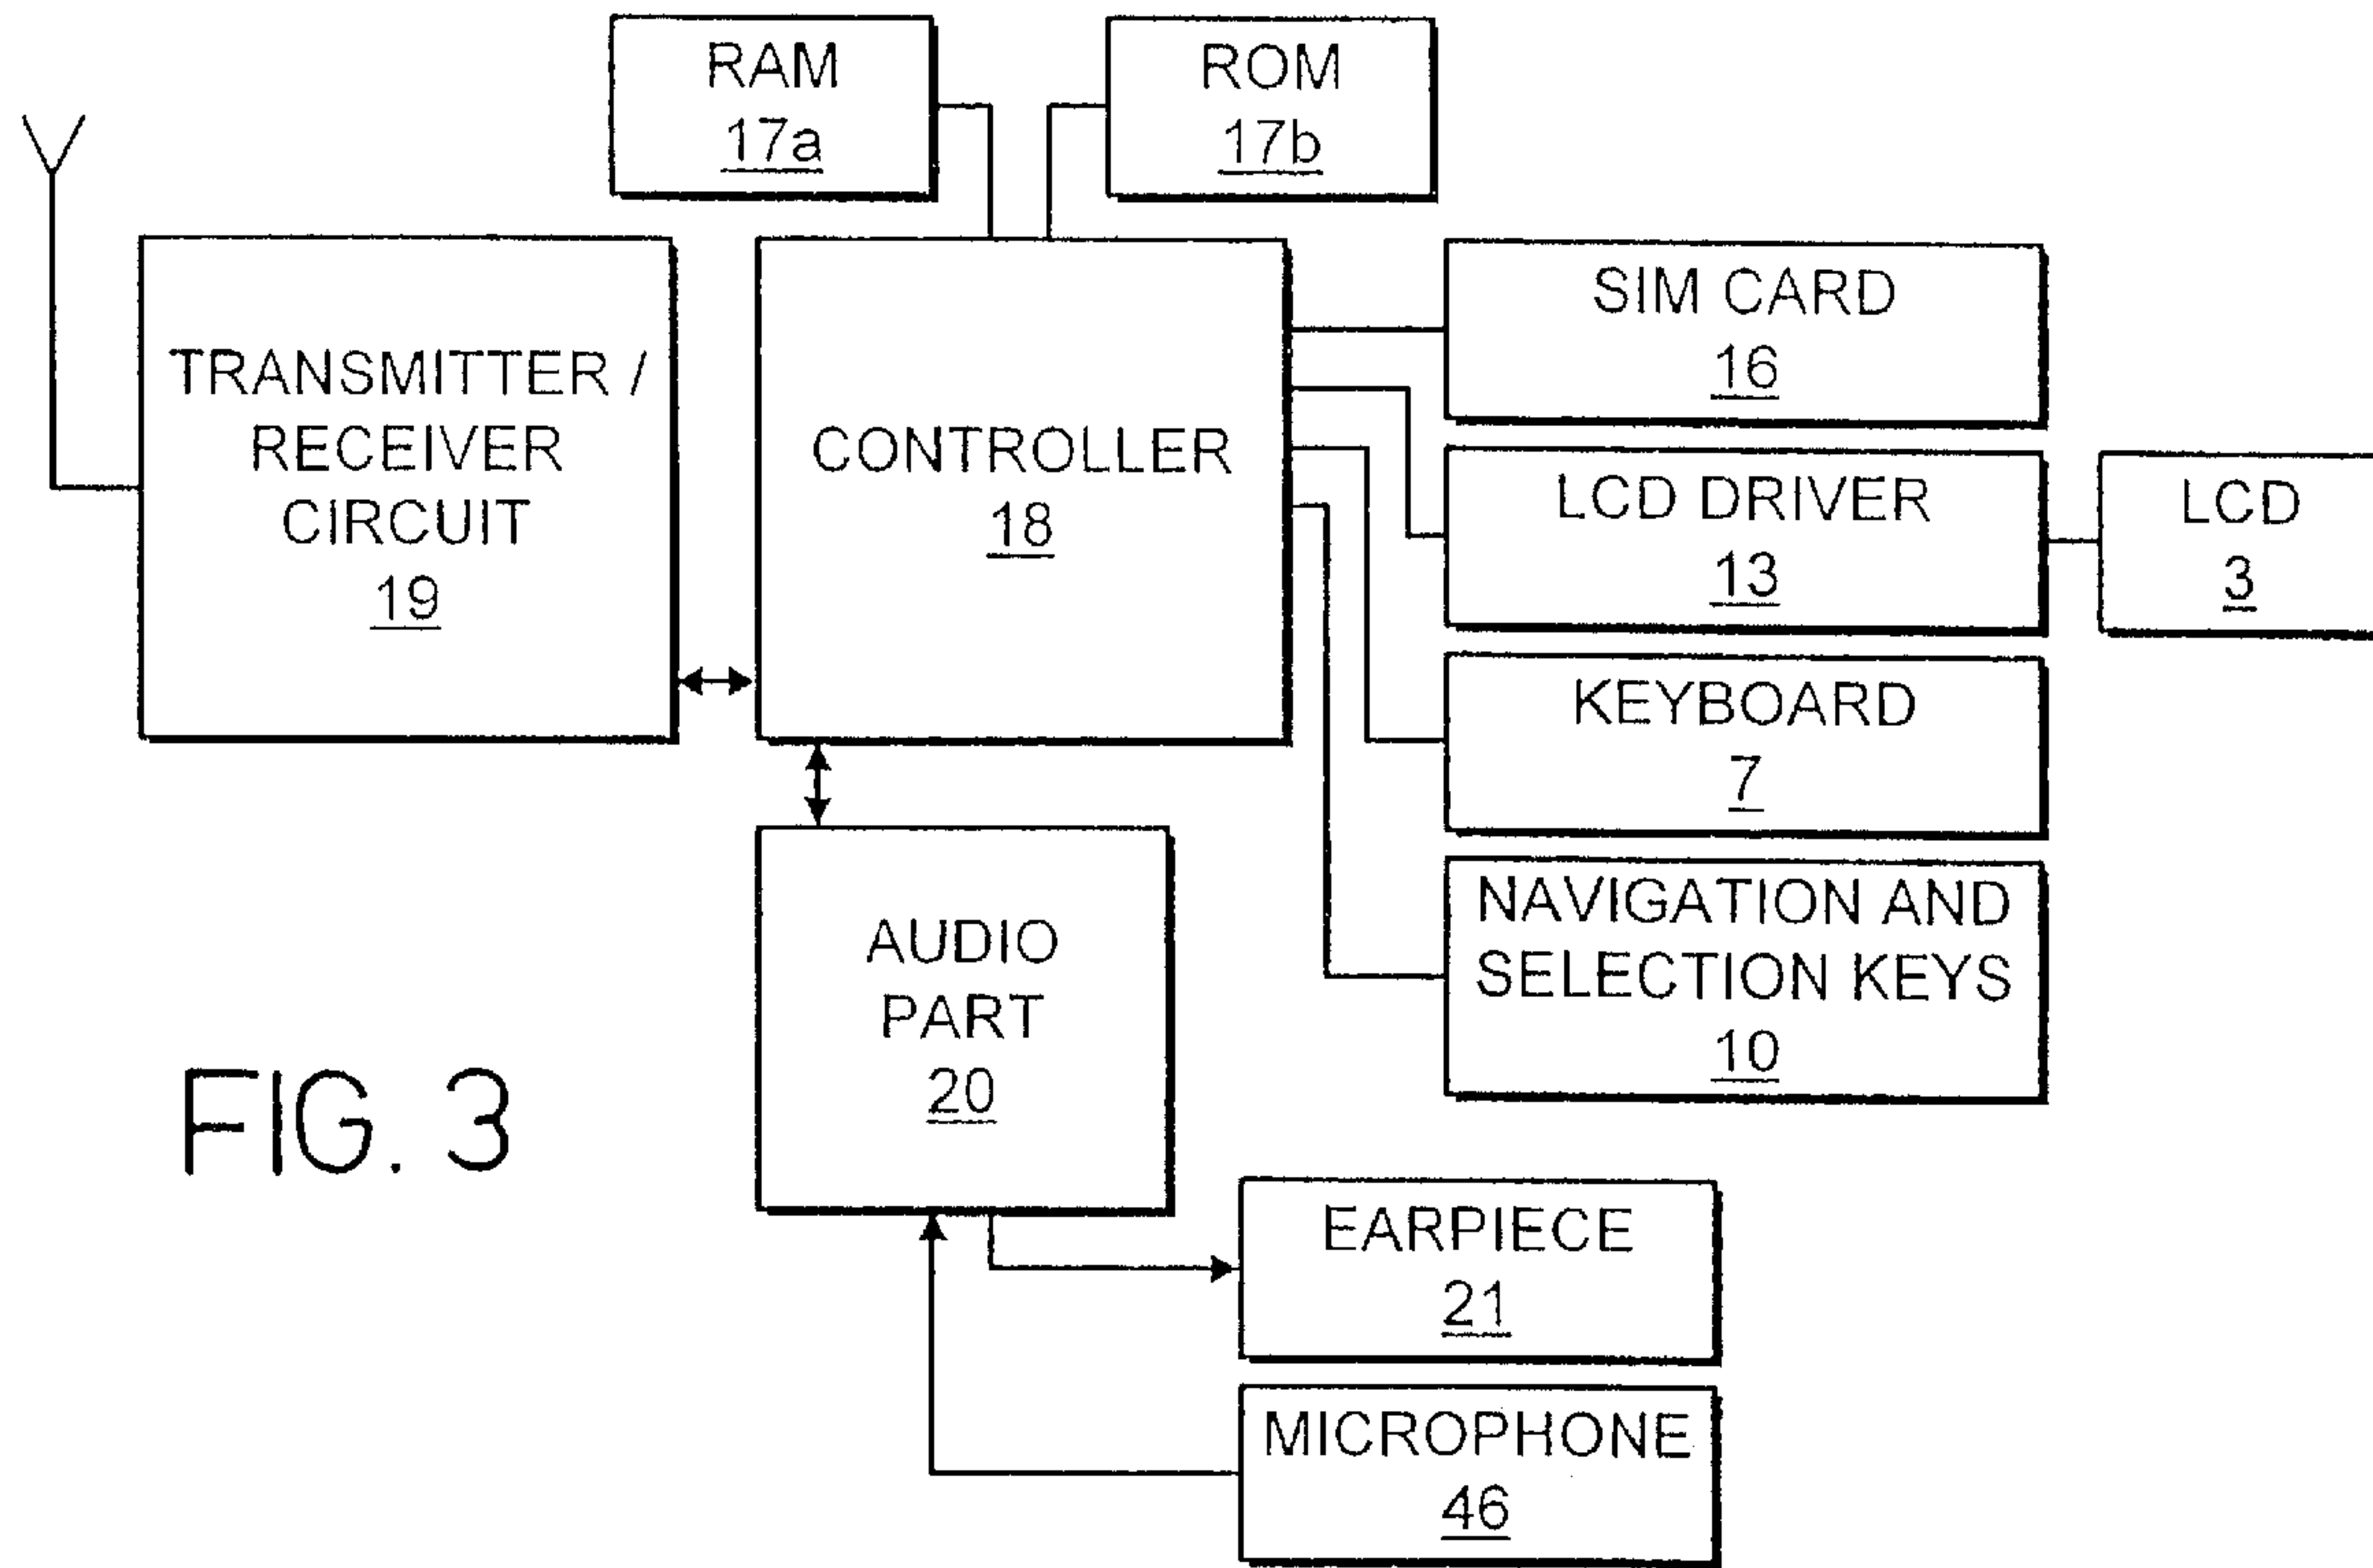 RAM
17a
ROM
17b
TRANSMITTER /
RECEIVER
CIRCUIT
19
CONTROLLER
18
SIM CARD
16
LCD DRIVER
13
LCD
3
KEYBOARD
7
NAVIGATION AND
SELECTION KEYS
10
AUDIO
PART
20
FIG. 3
EARPIECE
21
MICROPHONE
46